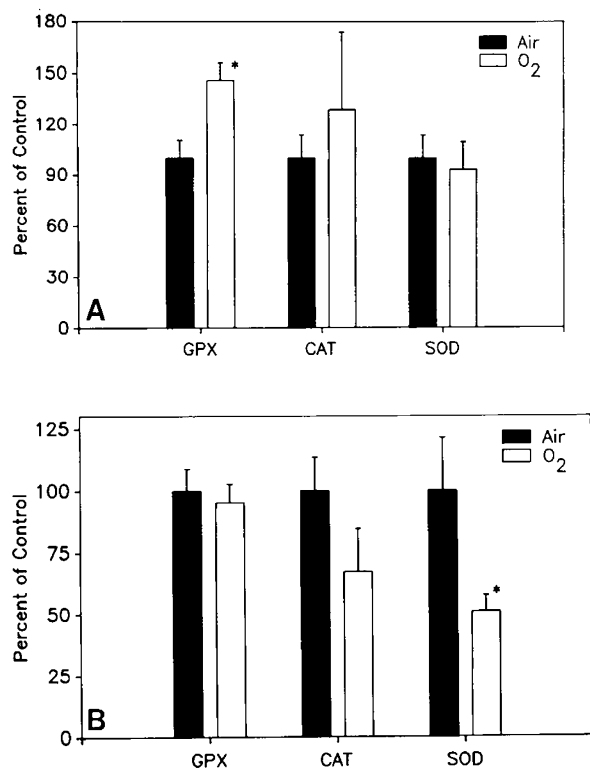 180
150
120
90
60
30
0
Percent of Control
Air
O2
*
A
GPX CAT SOD
125
100
75
50
25
0
Percent of Control
Air
O2
*
B
GPX CAT SOD